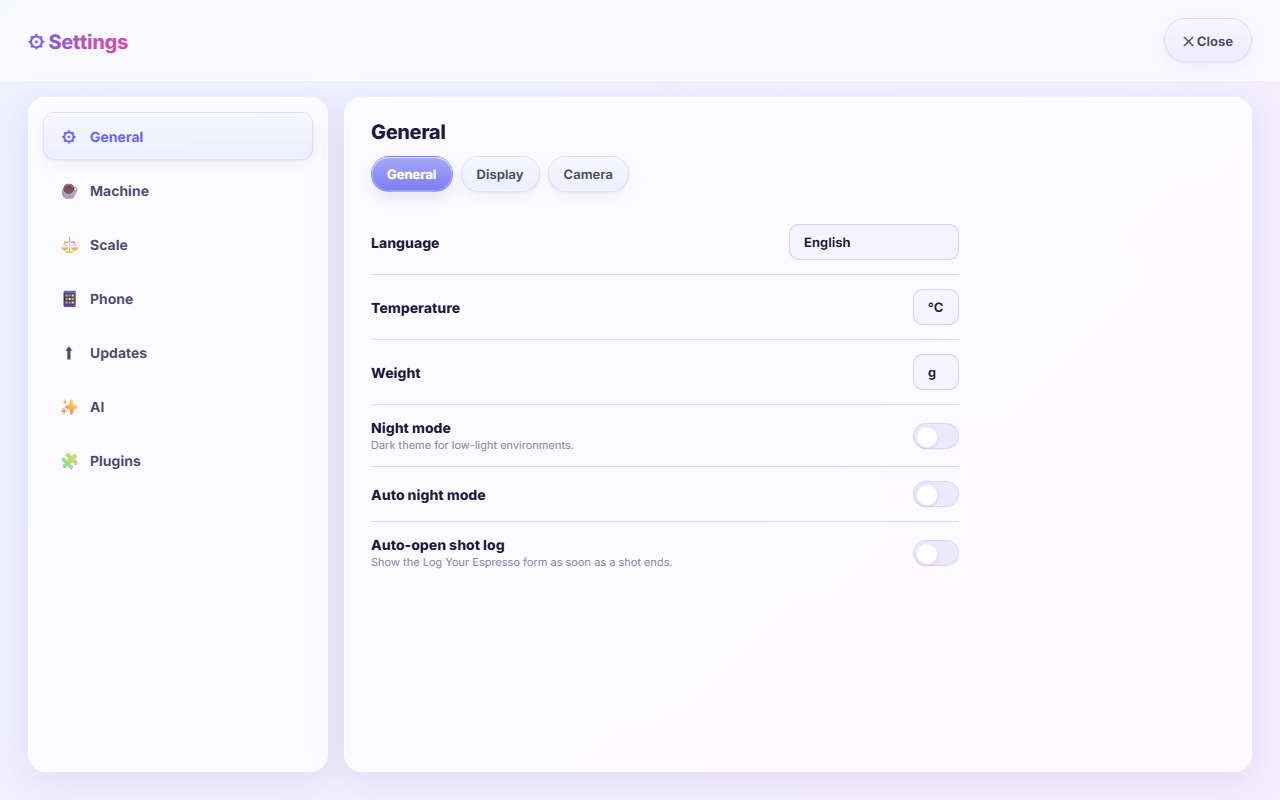 Settings
Close
General
Machine
Scale
Phone
Updates
AI
Plugins
General
General
Display
Camera
Language
English
Temperature
°C
Weight
g
Night mode
Dark theme for low-light environments.
Auto night mode
Auto-open shot log
Show the Log Your Espresso form as soon as a shot ends.